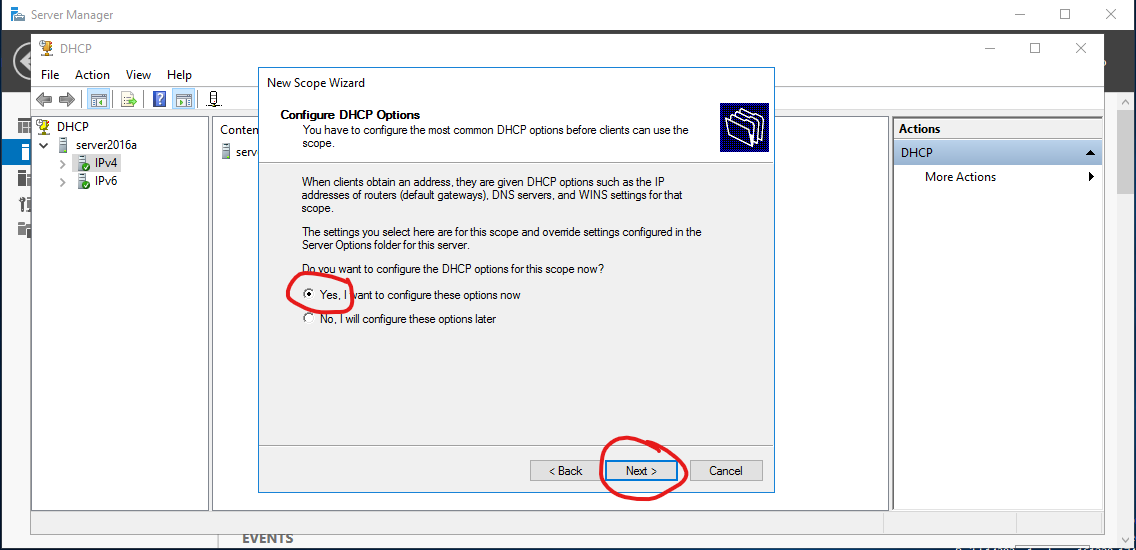 Server Manager
DHCP
File Action View Help
DHCP
server2016a
IPv4
IPv6
Conten
serv
New Scope Wizard
Configure DHCP Options
You have to configure the most common DHCP options before clients can use the
scope.
When clients obtain an address, they are given DHCP options such as the IP
addresses of routers (default gateways), DNS servers, and WINS settings for that
scope.
The settings you select here are for this scope and override settings configured in the
Server Options folder for this server.
Do you want to configure the DHCP options for this scope now?
Yes, I want to configure these options now
No, I will configure these options later
< Back Next > Cancel
Actions
DHCP
More Actions
EVENTS